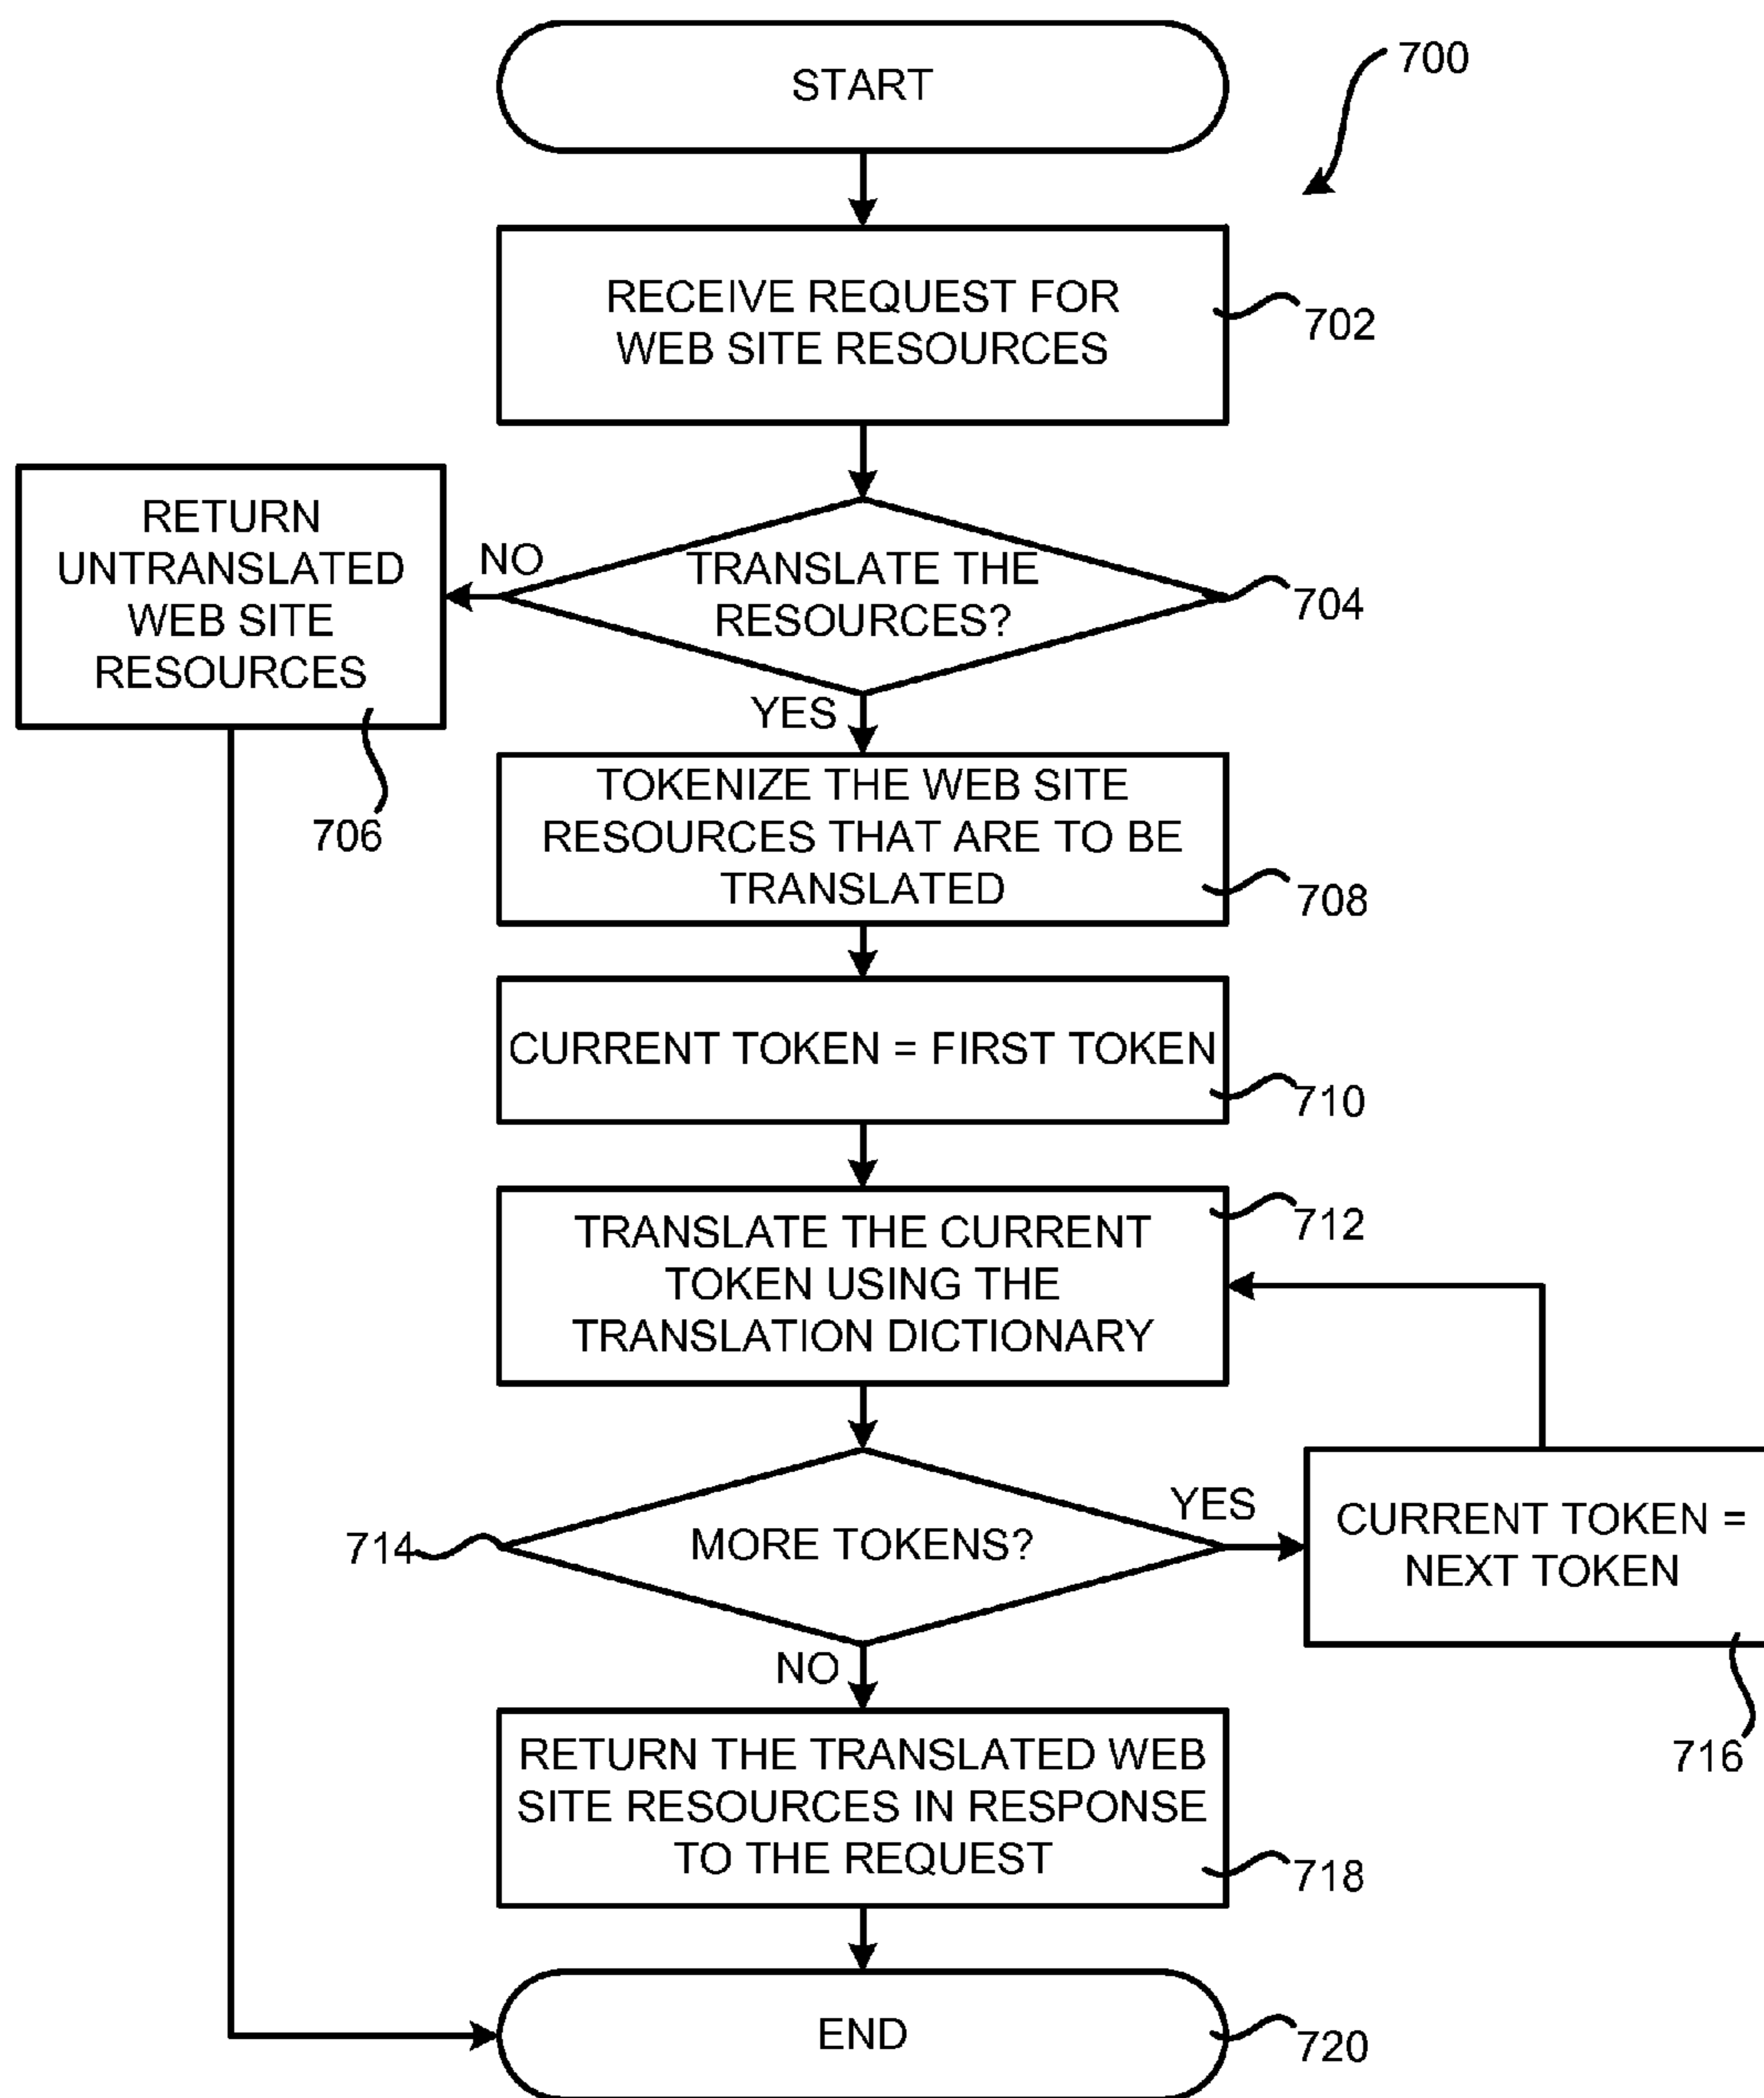 START
700
RECEIVE REQUEST FOR
WEB SITE RESOURCES
702
RETURN
UNTRANSLATED
WEB SITE
RESOURCES
706
NO
TRANSLATE THE
RESOURCES?
704
YES
TOKENIZE THE WEB SITE
RESOURCES THAT ARE TO BE
TRANSLATED
708
CURRENT TOKEN = FIRST TOKEN
710
TRANSLATE THE CURRENT
TOKEN USING THE
TRANSLATION DICTIONARY
712
714
MORE TOKENS?
YES
CURRENT TOKEN =
NEXT TOKEN
716
NO
RETURN THE TRANSLATED WEB
SITE RESOURCES IN RESPONSE
TO THE REQUEST
718
END
720